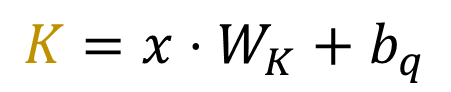 K = x · W_K + b_q